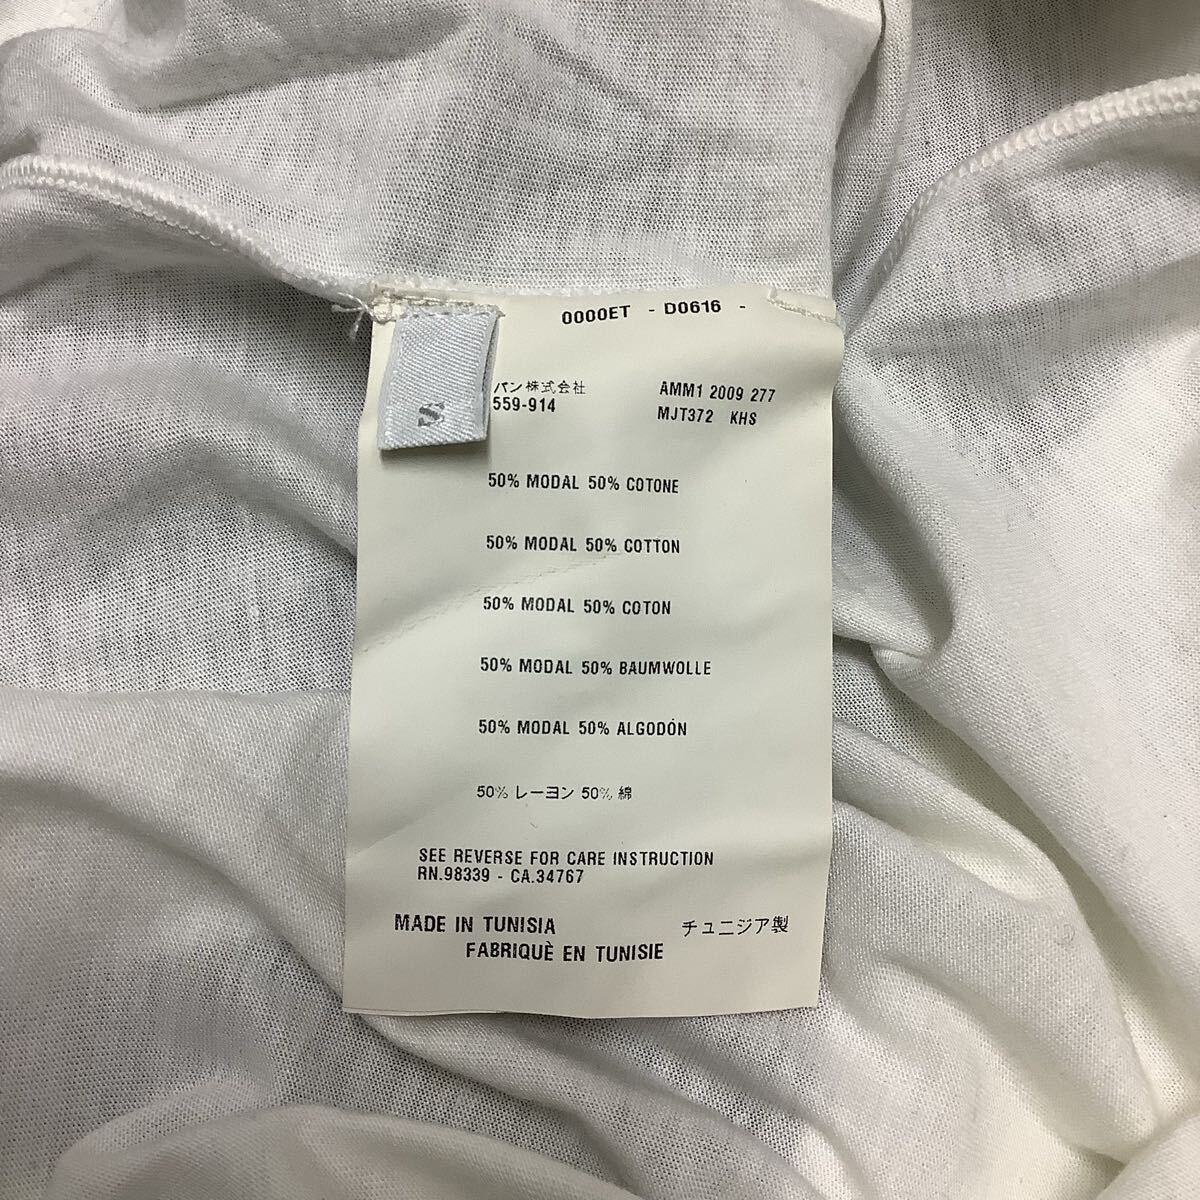 0000ET - D0616 -
パン株式会社 AMM1 2009 277
559-914 MJT372 KHS
S
50% MODAL 50% COTONE
50% MODAL 50% COTTON
50% MODAL 50% COTON
50% MODAL 50% BAUMWOLLE
50% MODAL 50% ALGODÓN
50% レーヨン 50% 綿
SEE REVERSE FOR CARE INSTRUCTION
RN.98339 - CA.34767
MADE IN TUNISIA チュニジア製
FABRIQUÈ EN TUNISIE